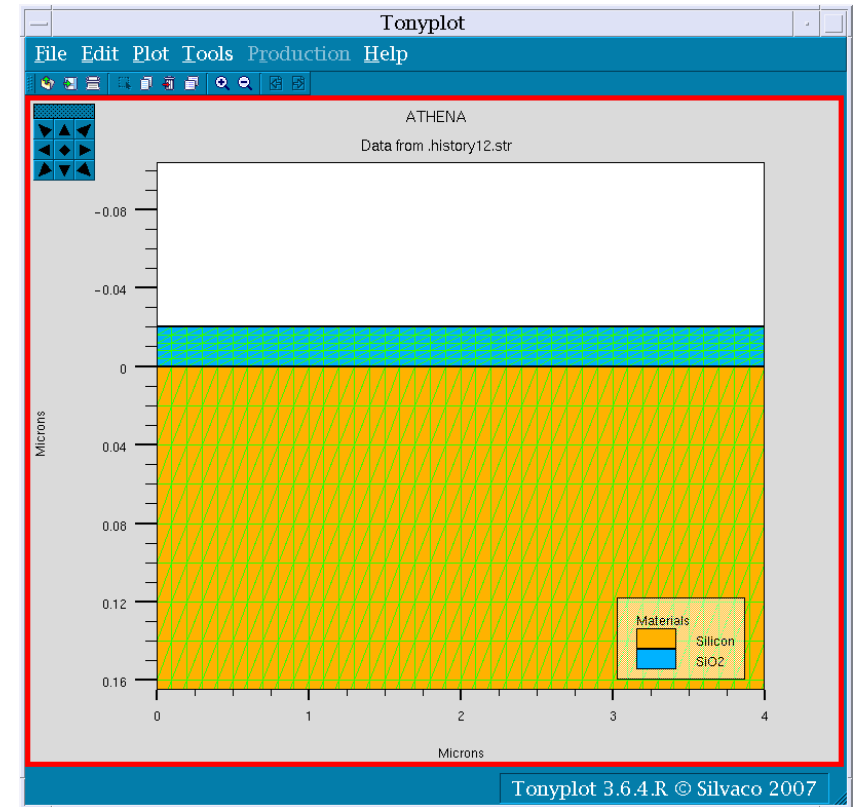 Tonyplot
File Edit Plot Tools Production Help
ATHENA
Data from .history12.str
-0.08
-0.04
0
0.04
0.08
0.12
0.16
Microns
Materials
Silicon
SiO2
0 1 2 3 4
Microns
Tonyplot 3.6.4.R © Silvaco 2007